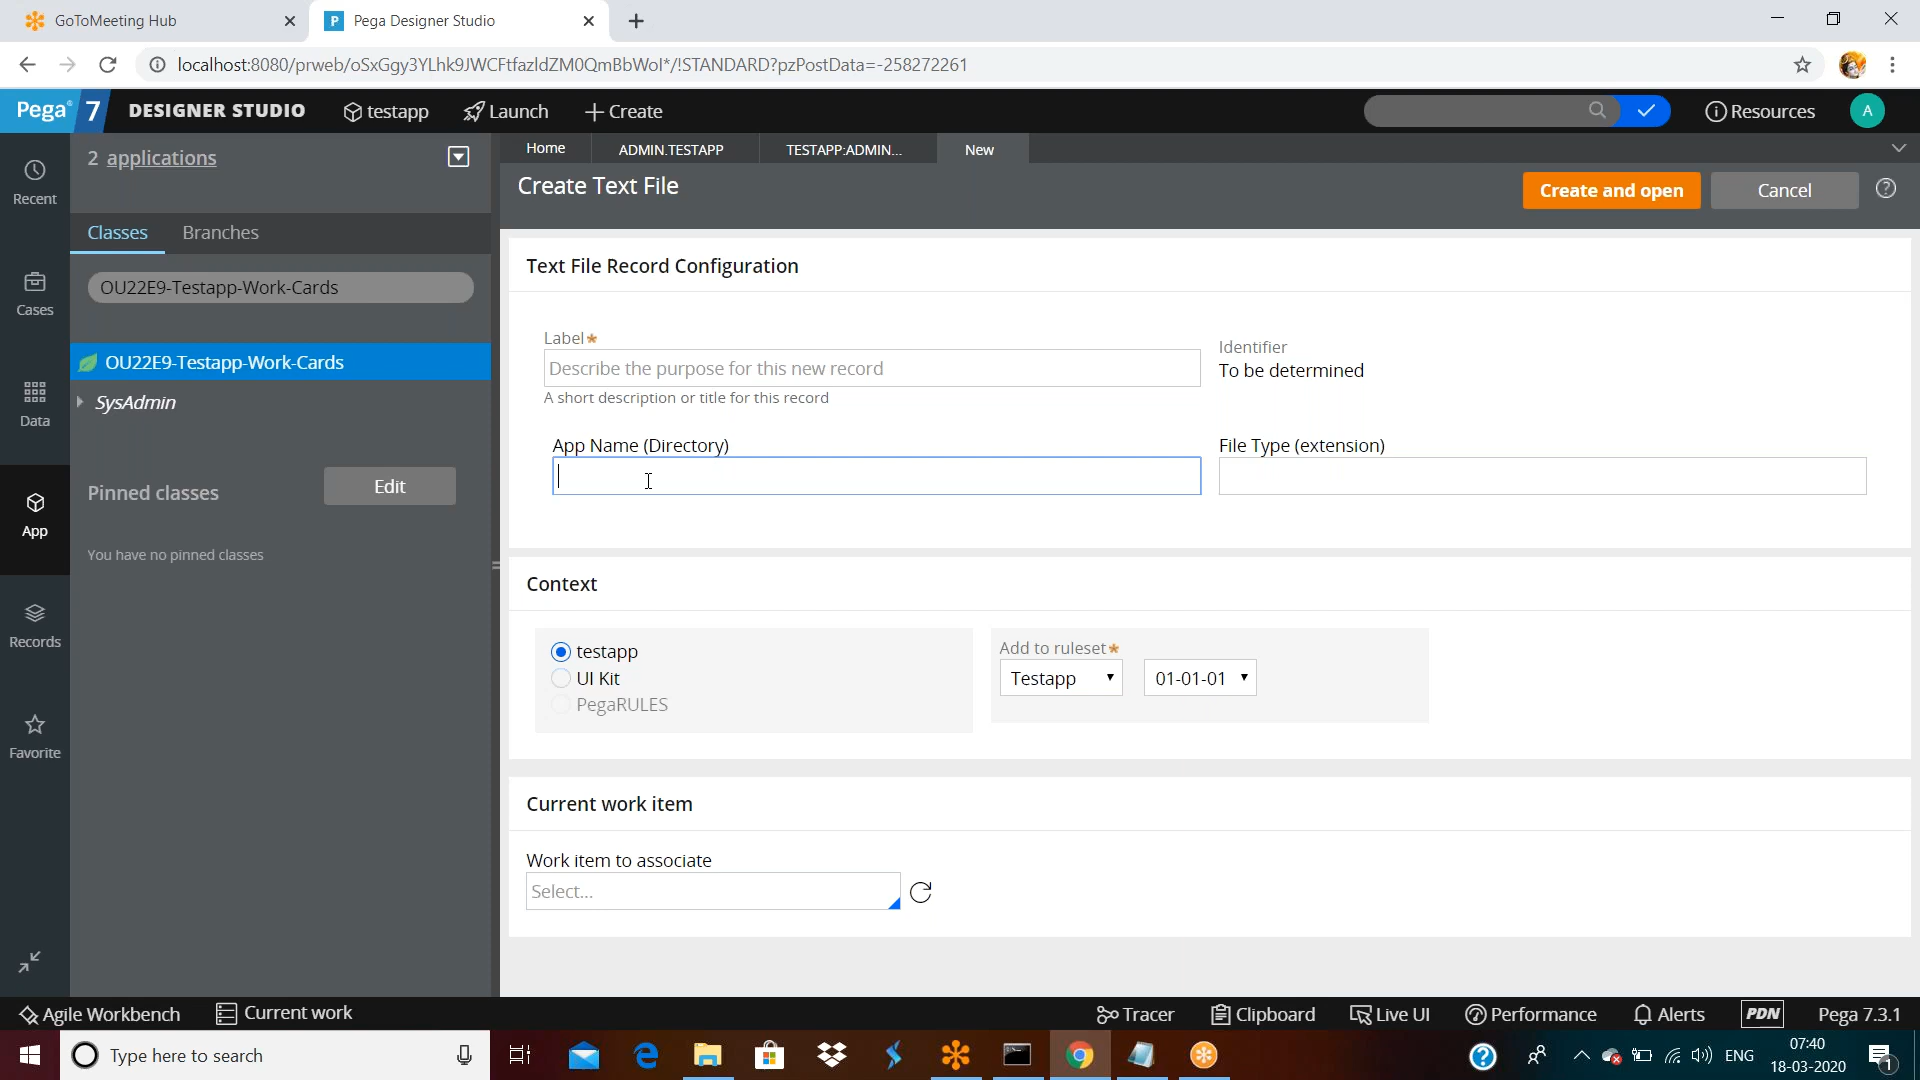 GoToMeeting Hub
Pega Designer Studio
localhost:8080/prweb/oSxGgy3YLhk9JWCFtfazldZM0QmBbWol*/!STANDARD?pzPostData=-258272261
Pega 7 DESIGNER STUDIO testapp Launch Create Resources A
2 applications
Home ADMIN.TESTAPP TESTAPP:ADMIN... New
Create Text File
Create and open Cancel
Recent
Classes Branches
OU22E9-Testapp-Work-Cards
Text File Record Configuration
Cases
Label*
Describe the purpose for this new record
A short description or title for this record
Identifier
To be determined
OU22E9-Testapp-Work-Cards
SysAdmin
Data
App Name (Directory)
File Type (extension)
Pinned classes Edit
App
You have no pinned classes
Context
Records
testapp
UI Kit
PegaRULES
Add to ruleset*
Testapp 01-01-01
Favorite
Current work item
Work item to associate
Select...
Agile Workbench Current work Tracer Clipboard Live UI Performance Alerts PDN Pega 7.3.1
Type here to search
ENG
07:40
18-03-2020
1